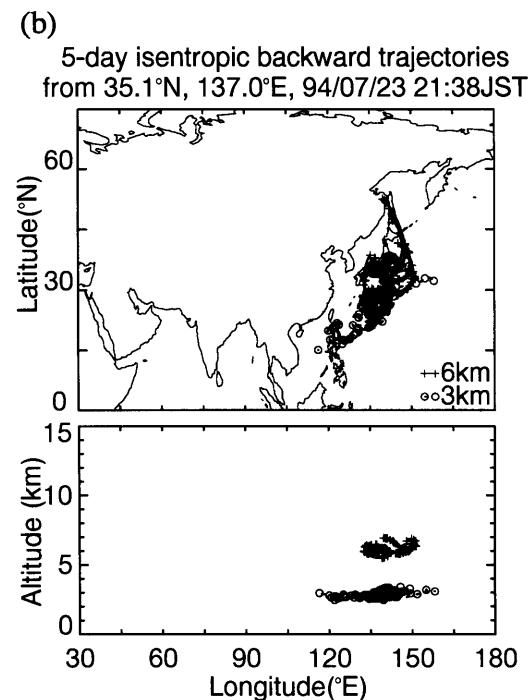 (b)
5-day isentropic backward trajectories
from 35.1°N, 137.0°E, 94/07/23 21:38JST
Latitude(°N)
60
30
0
6km
3km
Altitude (km)
15
10
5
0
30 60 90 120 150 180
Longitude(°E)